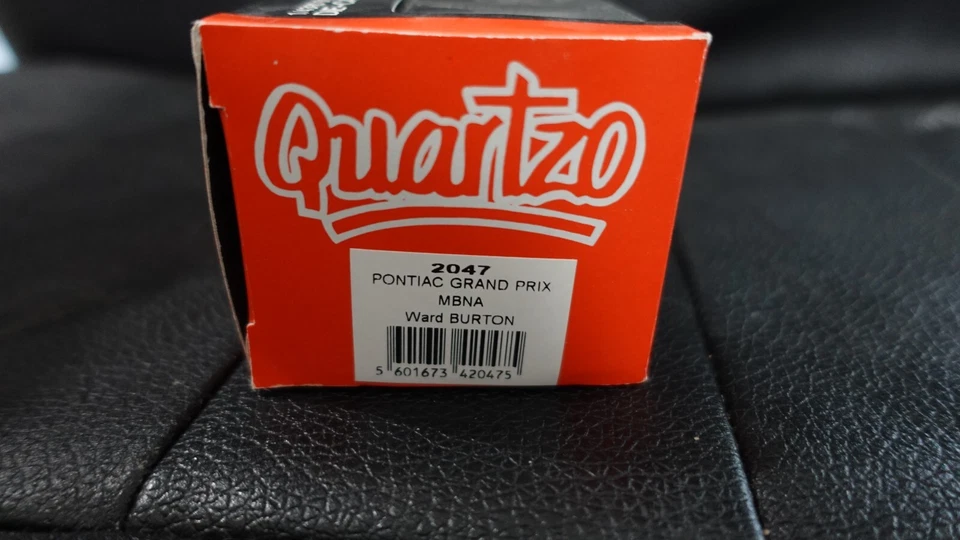 Quartzo
2047
PONTIAC GRAND PRIX
MBNA
Ward BURTON
5 601673 420475